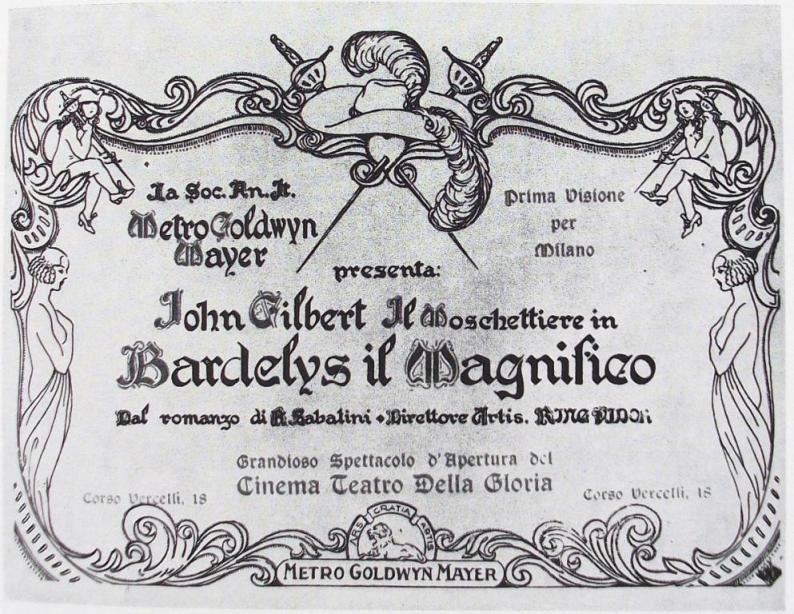 La Soc. An. It.
Metro Goldwyn
Mayer
Prima Visione
per
Milano
presenta:
John Gilbert Il Moschettiere in
Bardelys il Magnifico
Dal romanzo di R. Sabatini • Direttore Artis. KING VIDOR
Grandioso Spettacolo d'Apertura del
Cinema Teatro Della Gloria
Corso Vercelli, 18
Corso Vercelli, 18
ARS GRATIA ARTIS
METRO GOLDWYN MAYER